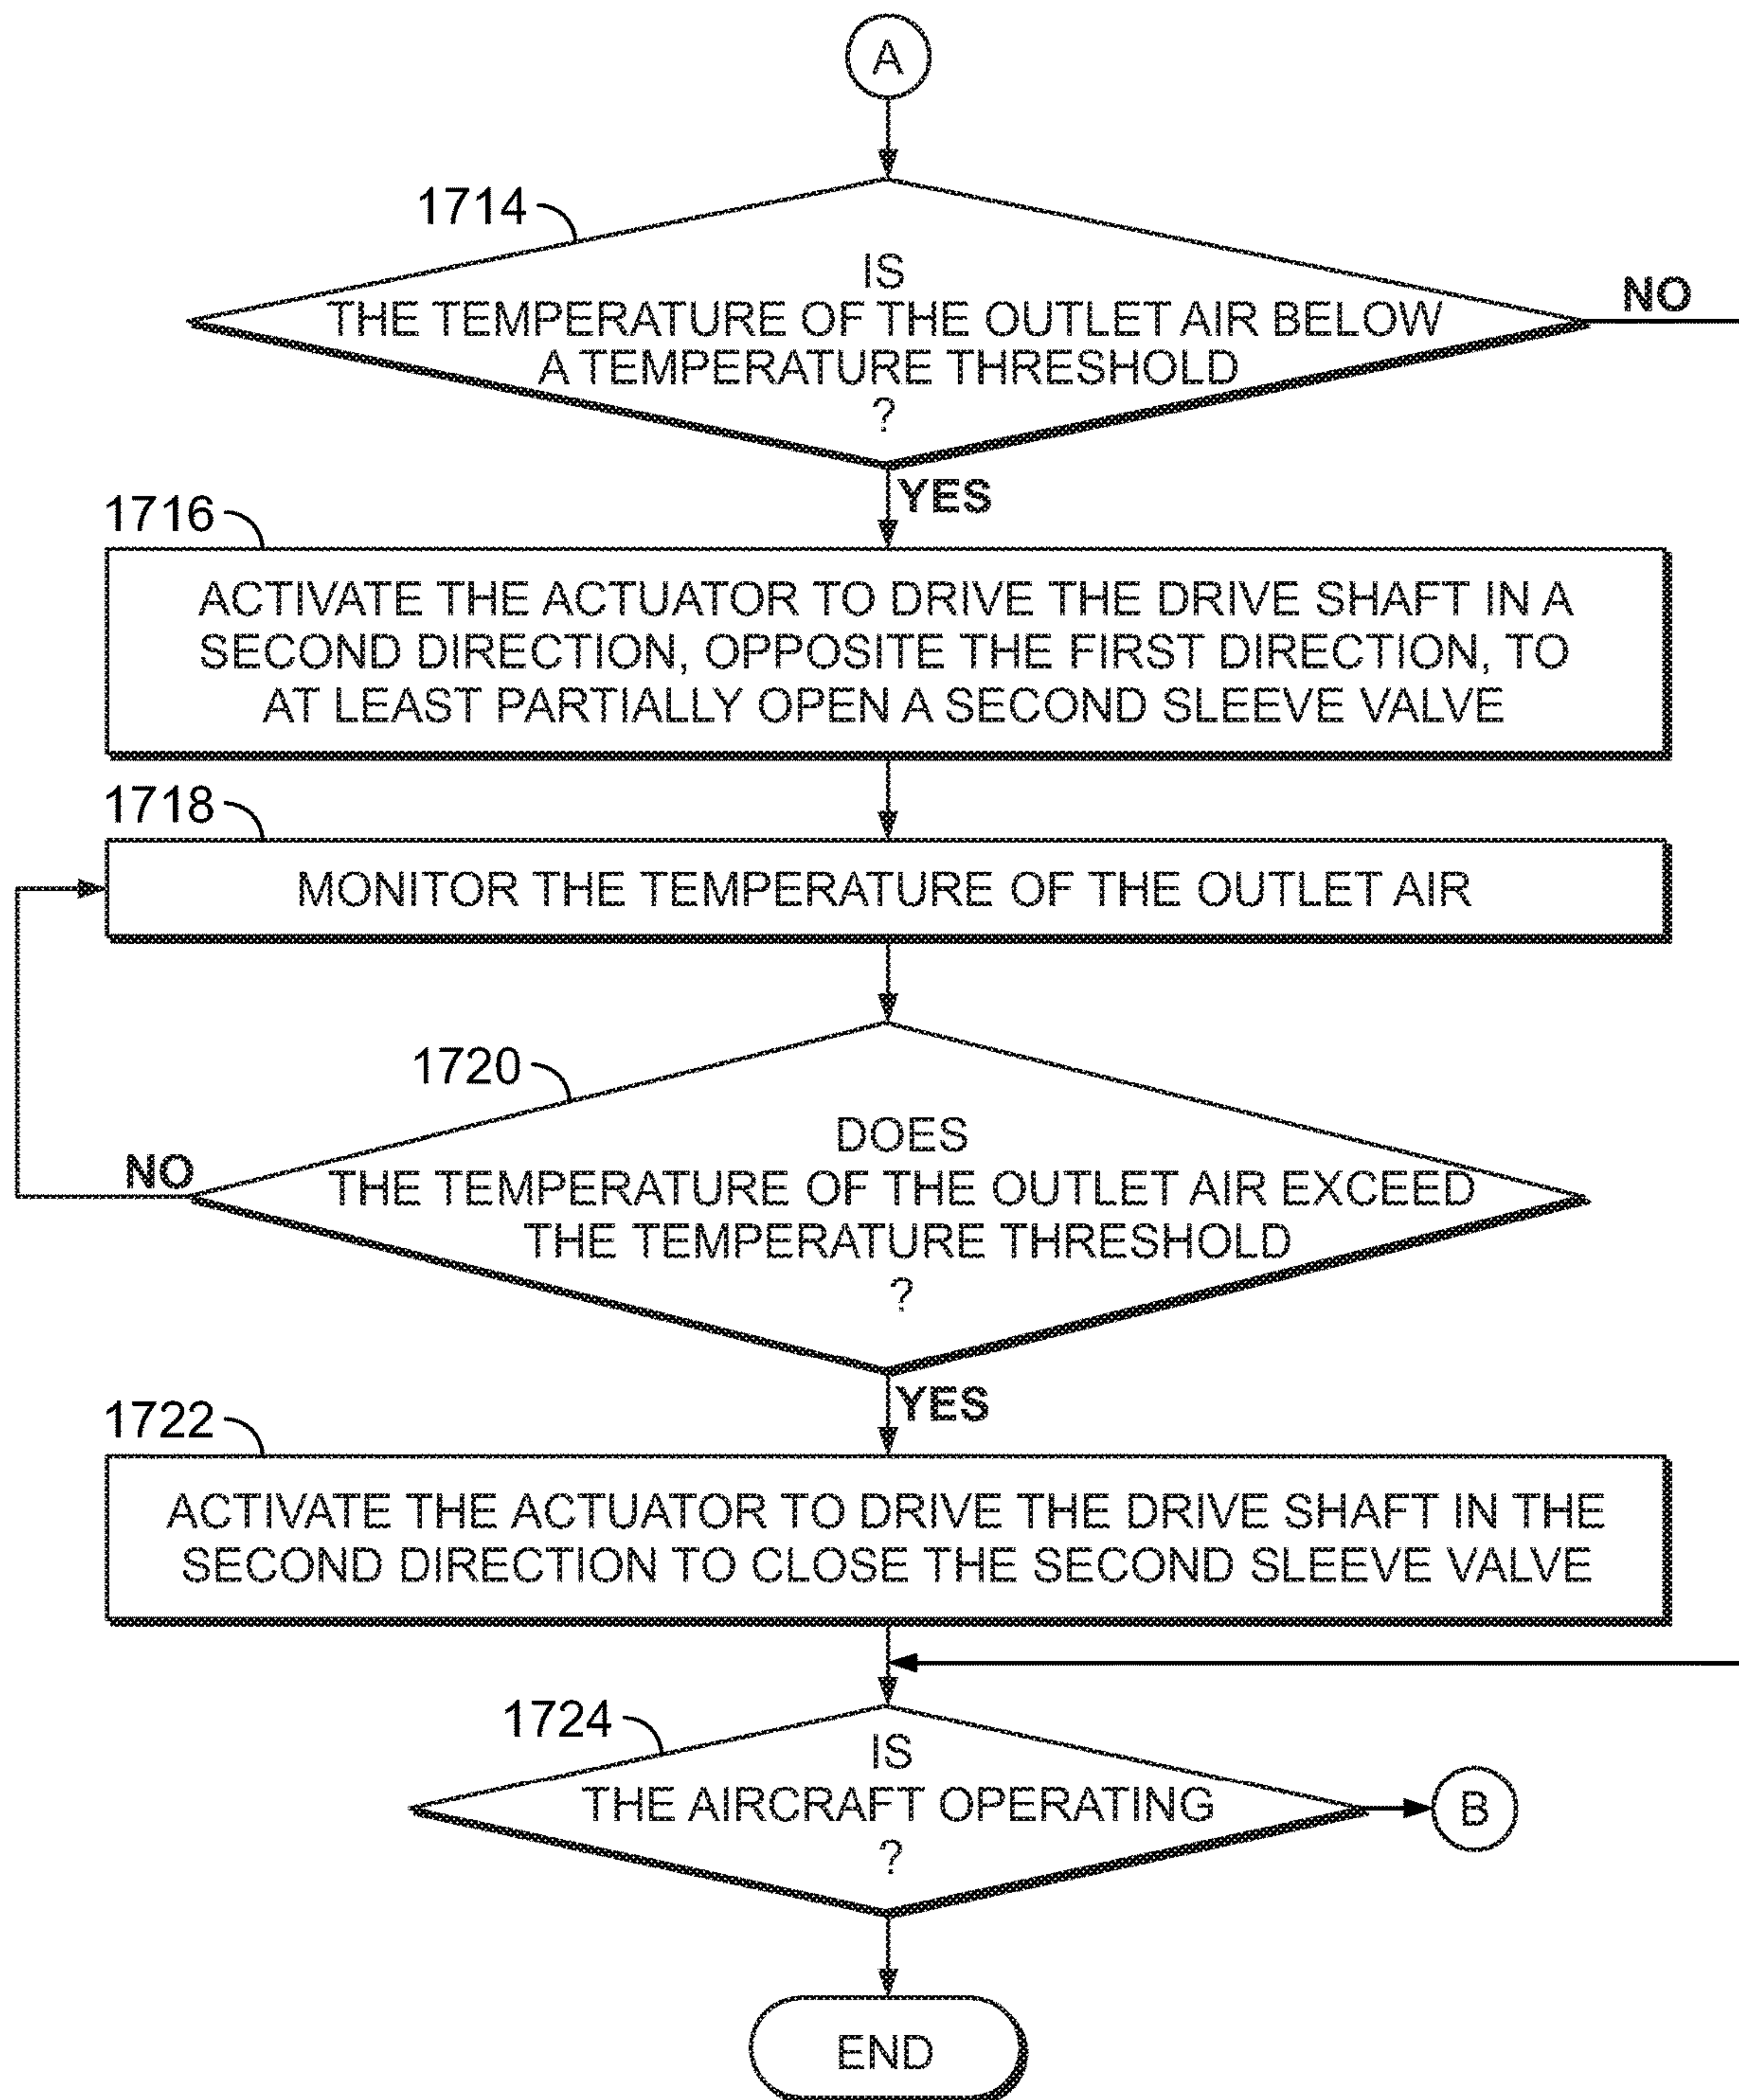 A
1714
IS
THE TEMPERATURE OF THE OUTLET AIR BELOW
A TEMPERATURE THRESHOLD
?
NO
YES
1716
ACTIVATE THE ACTUATOR TO DRIVE THE DRIVE SHAFT IN A
SECOND DIRECTION, OPPOSITE THE FIRST DIRECTION, TO
AT LEAST PARTIALLY OPEN A SECOND SLEEVE VALVE
1718
MONITOR THE TEMPERATURE OF THE OUTLET AIR
1720
DOES
THE TEMPERATURE OF THE OUTLET AIR EXCEED
THE TEMPERATURE THRESHOLD
?
NO
YES
1722
ACTIVATE THE ACTUATOR TO DRIVE THE DRIVE SHAFT IN THE
SECOND DIRECTION TO CLOSE THE SECOND SLEEVE VALVE
1724
IS
THE AIRCRAFT OPERATING
?
B
END